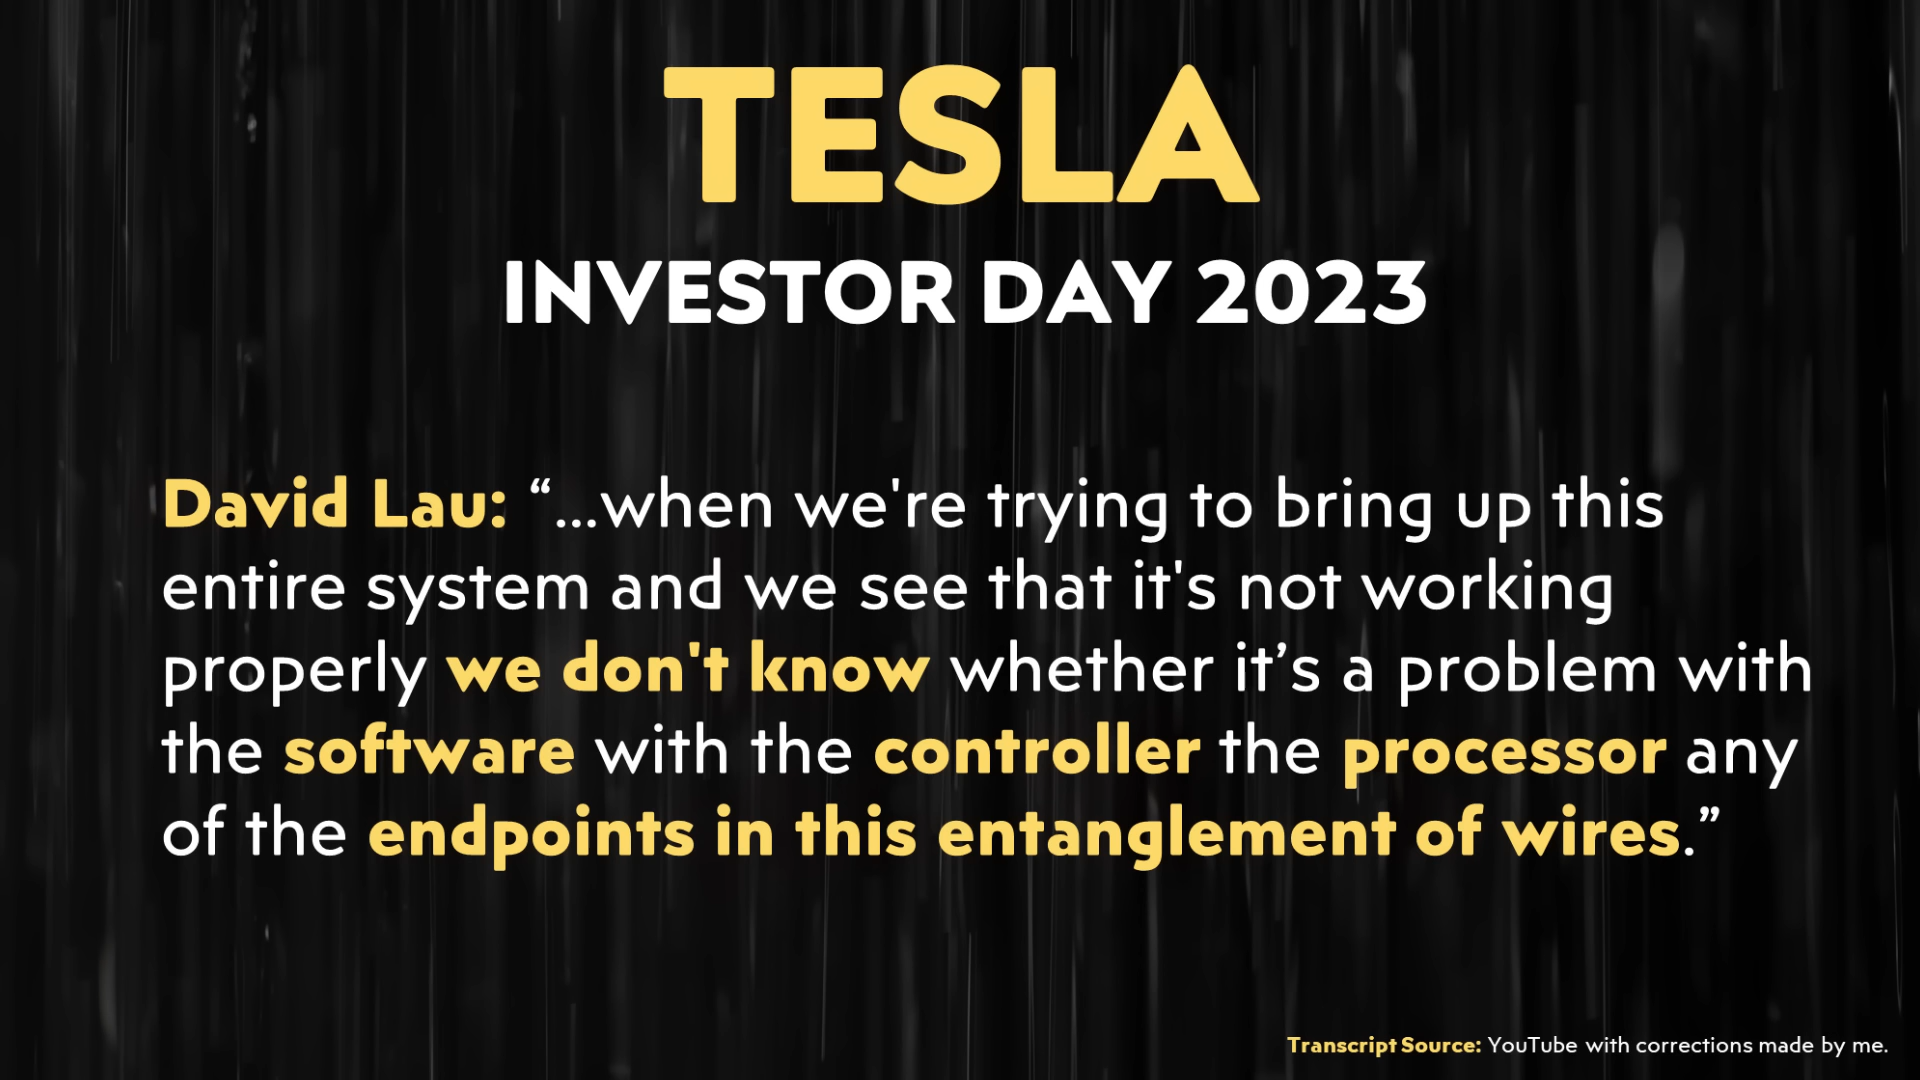 TESLA
INVESTOR DAY 2023
David Lau: “...when we're trying to bring up this
entire system and we see that it's not working
properly we don't know whether it’s a problem with
the software with the controller the processor any
of the endpoints in this entanglement of wires.”
Transcript Source: YouTube with corrections made by me.